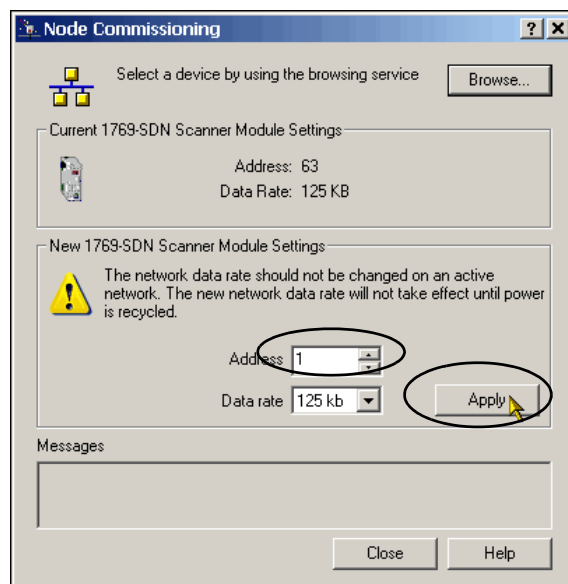 Node Commissioning
Select a device by using the browsing service
Browse...
Current 1769-SDN Scanner Module Settings
Address: 63
Data Rate: 125 KB
New 1769-SDN Scanner Module Settings
The network data rate should not be changed on an active
network. The new network data rate will not take effect until power
is recycled.
Address 1
Data rate 125 kb
Apply
Messages
Close
Help